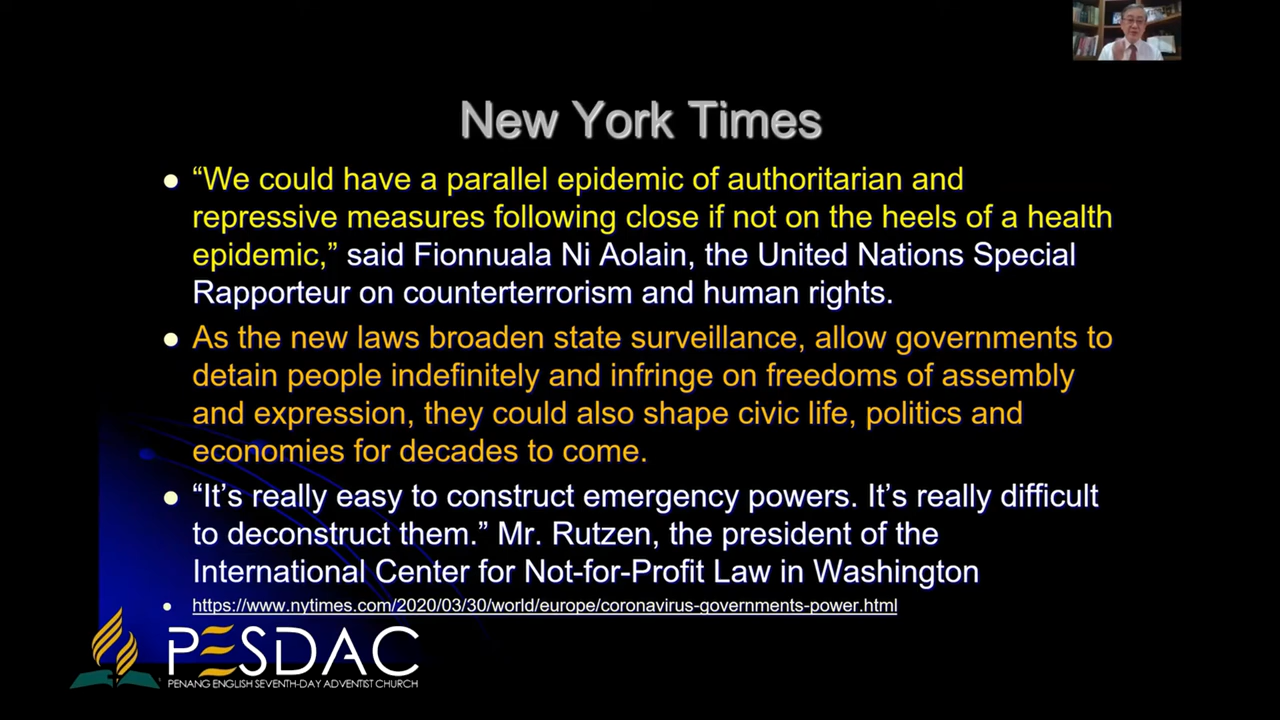 New York Times
• “We could have a parallel epidemic of authoritarian and
repressive measures following close if not on the heels of a health
epidemic,” said Fionnuala Ni Aolain, the United Nations Special
Rapporteur on counterterrorism and human rights.
• As the new laws broaden state surveillance, allow governments to
detain people indefinitely and infringe on freedoms of assembly
and expression, they could also shape civic life, politics and
economies for decades to come.
• “It’s really easy to construct emergency powers. It’s really difficult
to deconstruct them.” Mr. Rutzen, the president of the
International Center for Not-for-Profit Law in Washington
• https://www.nytimes.com/2020/03/30/world/europe/coronavirus-governments-power.html
PESDAC
PENANG ENGLISH SEVENTH-DAY ADVENTIST CHURCH